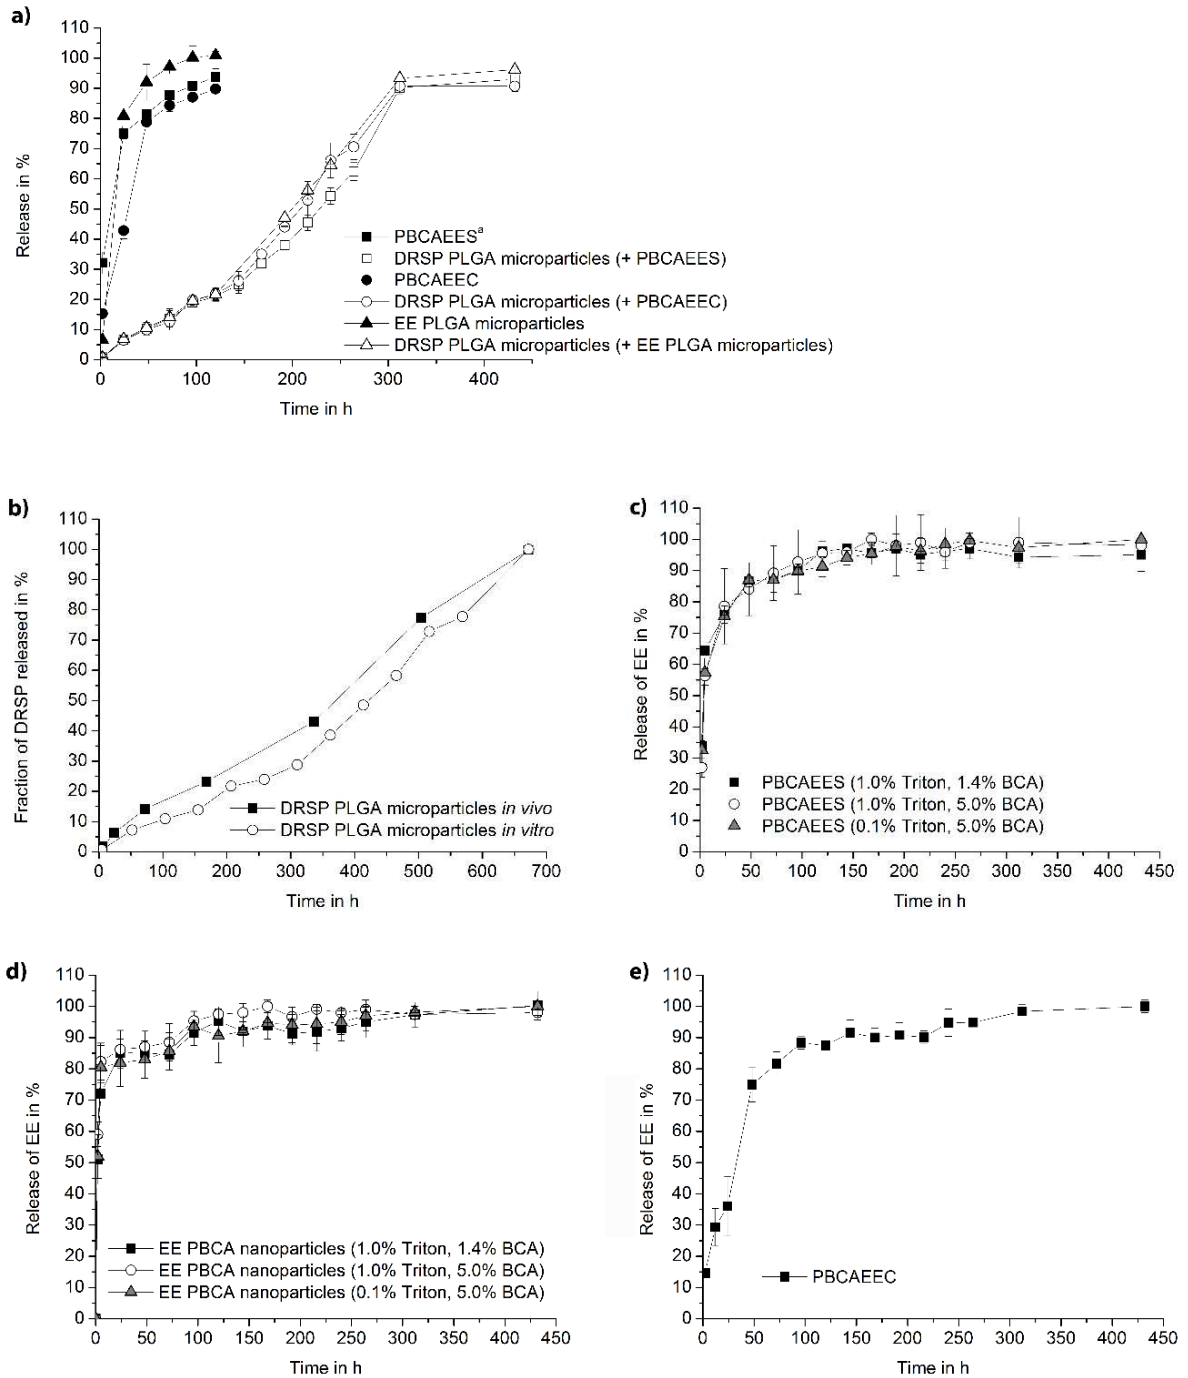 a)
110
100
90
80
70
60
50
40
30
20
10
0
Release in %
PBCAEESª
DRSP PLGA microparticles (+ PBCAEES)
PBCAEEC
DRSP PLGA microparticles (+ PBCAEEC)
EE PLGA microparticles
DRSP PLGA microparticles (+ EE PLGA microparticles)
0 100 200 300 400
Time in h
b)
110
100
90
80
70
60
50
40
30
20
10
0
Fraction of DRSP released in %
DRSP PLGA microparticles in vivo
DRSP PLGA microparticles in vitro
0 100 200 300 400 500 600 700
Time in h
c)
110
100
90
80
70
60
50
40
30
20
10
0
Release of EE in %
PBCAEES (1.0% Triton, 1.4% BCA)
PBCAEES (1.0% Triton, 5.0% BCA)
PBCAEES (0.1% Triton, 5.0% BCA)
0 50 100 150 200 250 300 350 400 450
Time in h
d)
110
100
90
80
70
60
50
40
30
20
10
0
Release of EE in %
EE PBCA nanoparticles (1.0% Triton, 1.4% BCA)
EE PBCA nanoparticles (1.0% Triton, 5.0% BCA)
EE PBCA nanoparticles (0.1% Triton, 5.0% BCA)
0 50 100 150 200 250 300 350 400 450
Time in h
e)
110
100
90
80
70
60
50
40
30
20
10
0
Release of EE in %
PBCAEEC
0 50 100 150 200 250 300 350 400 450
Time in h